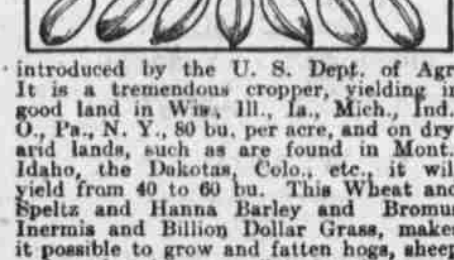 introduced by the U. S. Dept. of Agr
It is a tremendous cropper, yielding in
good land in Wis., Ill., Ia., Mich., Ind.
O., Pa., N. Y., 80 bu. per acre, and on dry
arid lands, such as are found in Mont.
Idaho, the Dakotas, Colo., etc., it wil
yield from 40 to 60 bu. This Wheat and
Speltz and Hanna Barley and Bromus
Inermis and Billion Dollar Grass, makes
it possible to grow and fatten hogs, sheep